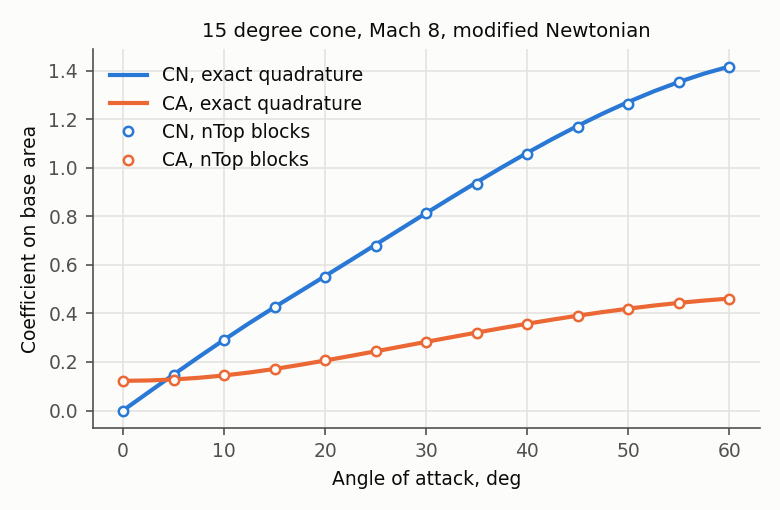 15 degree cone, Mach 8, modified Newtonian
CN, exact quadrature
CA, exact quadrature
CN, nTop blocks
CA, nTop blocks
Coefficient on base area
1.4
1.2
1.0
0.8
0.6
0.4
0.2
0.0
0 10 20 30 40 50 60
Angle of attack, deg